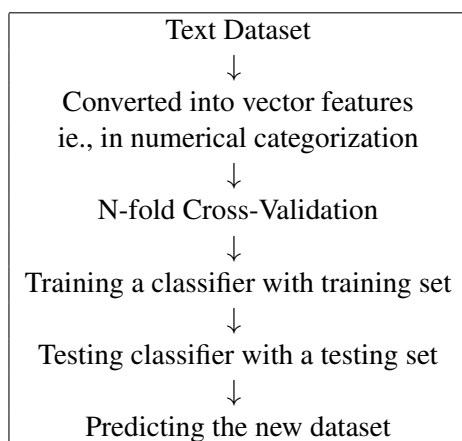 Text Dataset
↓
Converted into vector features
ie., in numerical categorization
↓
N-fold Cross-Validation
↓
Training a classifier with training set
↓
Testing classifier with a testing set
↓
Predicting the new dataset